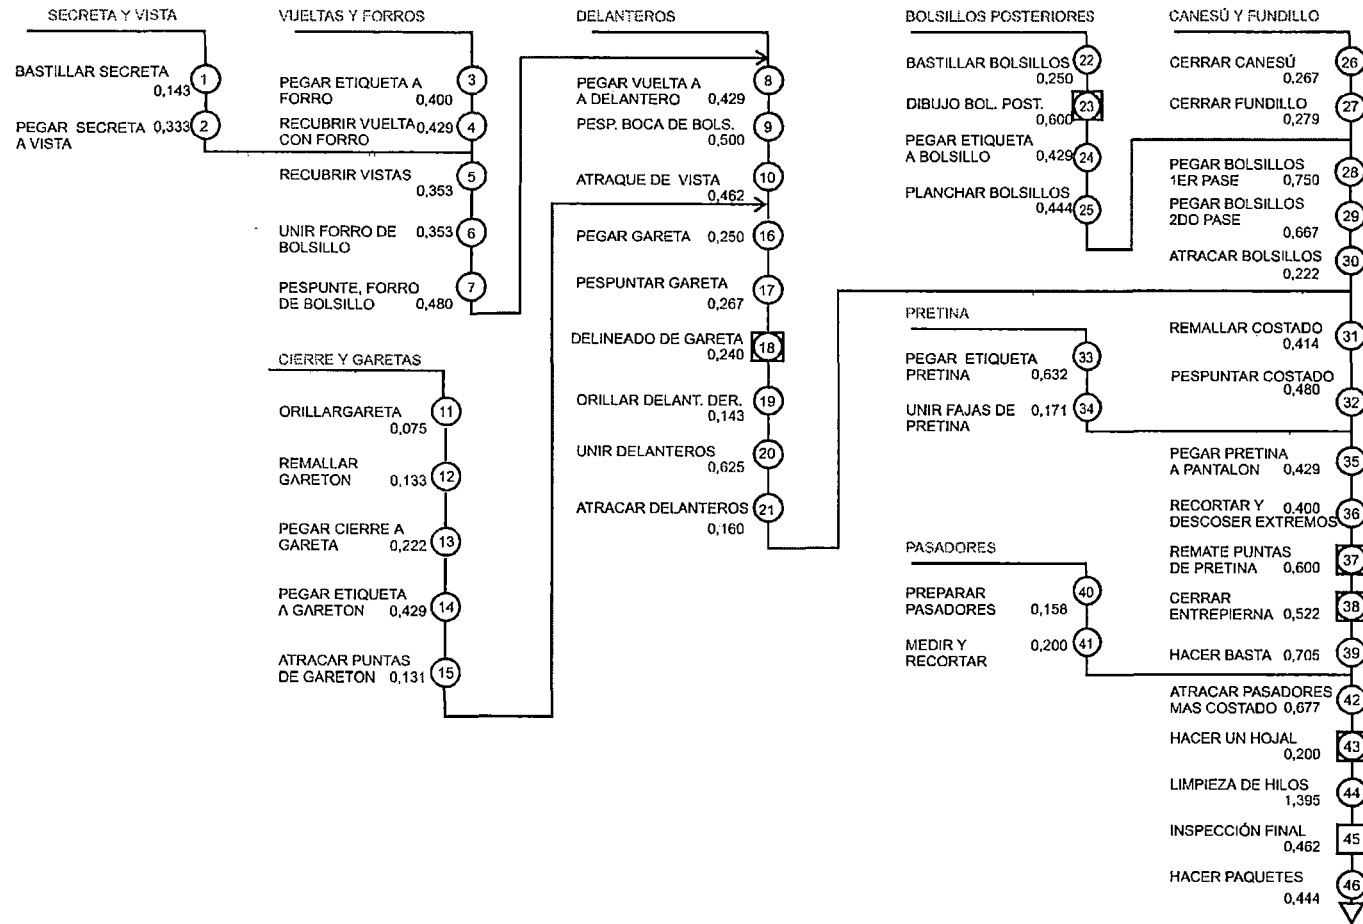 SECRETA Y VISTA
BASTILLAR SECRETA
0,143
1
PEGAR SECRETA 0,333
A VISTA
2
VUELTAS Y FORROS
PEGAR ETIQUETA A
FORRO 0,400
3
RECUBRIR VUELTA 0,429
CON FORRO
4
RECUBRIR VISTAS
0,353
5
UNIR FORRO DE 0,353
BOLSILLO
6
PESPUNTE, FORRO
DE BOLSILLO 0,480
7
CIERRE Y GARETAS
ORILLARGARETA
0,075
11
REMALLAR
GARETON 0,133
12
PEGAR CIERRE A
GARETA 0,222
13
PEGAR ETIQUETA
A GARETON 0,429
14
ATRACAR PUNTAS
DE GARETON 0,131
15
DELANTEROS
PEGAR VUELTA A
A DELANTERO 0,429
8
PESP. BOCA DE BOLS.
0,500
9
ATRAQUE DE VISTA
0,462
10
PEGAR GARETA 0,250
16
PESPUNTAR GARETA
0,267
17
DELINEADO DE GARETA
0,240
18
ORILLAR DELANT. DER.
0,143
19
UNIR DELANTEROS
0,625
20
ATRACAR DELANTEROS
0,160
21
BOLSILLOS POSTERIORES
BASTILLAR BOLSILLOS
0,250
22
DIBUJO BOL. POST.
0,600
23
PEGAR ETIQUETA
A BOLSILLO 0,429
24
PLANCHAR BOLSILLOS
0,444
25
PRETINA
PEGAR ETIQUETA
PRETINA 0,632
33
UNIR FAJAS DE 0,171
PRETINA
34
PASADORES
PREPARAR
PASADORES 0,158
40
MEDIR Y 0,200
RECORTAR
41
CANESÚ Y FUNDILLO
CERRAR CANESÚ
0,267
26
CERRAR FUNDILLO
0,279
27
PEGAR BOLSILLOS
1ER PASE 0,750
28
PEGAR BOLSILLOS
2DO PASE
0,667
29
ATRACAR BOLSILLOS
0,222
30
REMALLAR COSTADO
0,414
31
PESPUNTAR COSTADO
0,480
32
PEGAR PRETINA
A PANTALON 0,429
35
RECORTAR Y 0,400
DESCOSER EXTREMOS
36
REMATE PUNTAS
DE PRETINA 0,600
37
CERRAR
ENTREPIERNA 0,522
38
HACER BASTA 0,705
39
ATRACAR PASADORES
MAS COSTADO 0,677
42
HACER UN HOJAL
0,200
43
LIMPIEZA DE HILOS
1,395
44
INSPECCIÓN FINAL
0,462
45
HACER PAQUETES
0,444
46